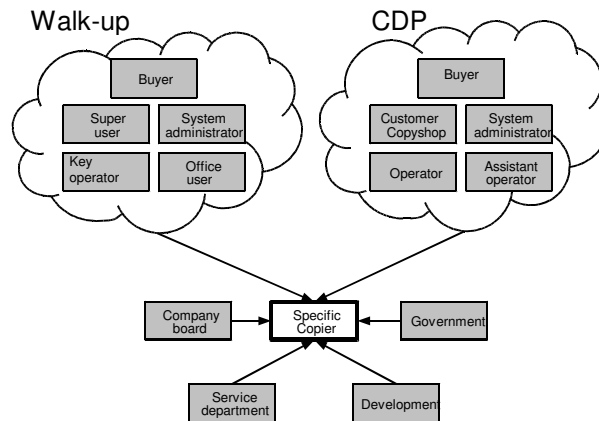 Walk-up
CDP
Buyer
Super
user
System
administrator
Key
operator
Office
user
Buyer
Customer
Copyshop
System
administrator
Operator
Assistant
operator
Company
board
Specific
Copier
Government
Service
department
Development